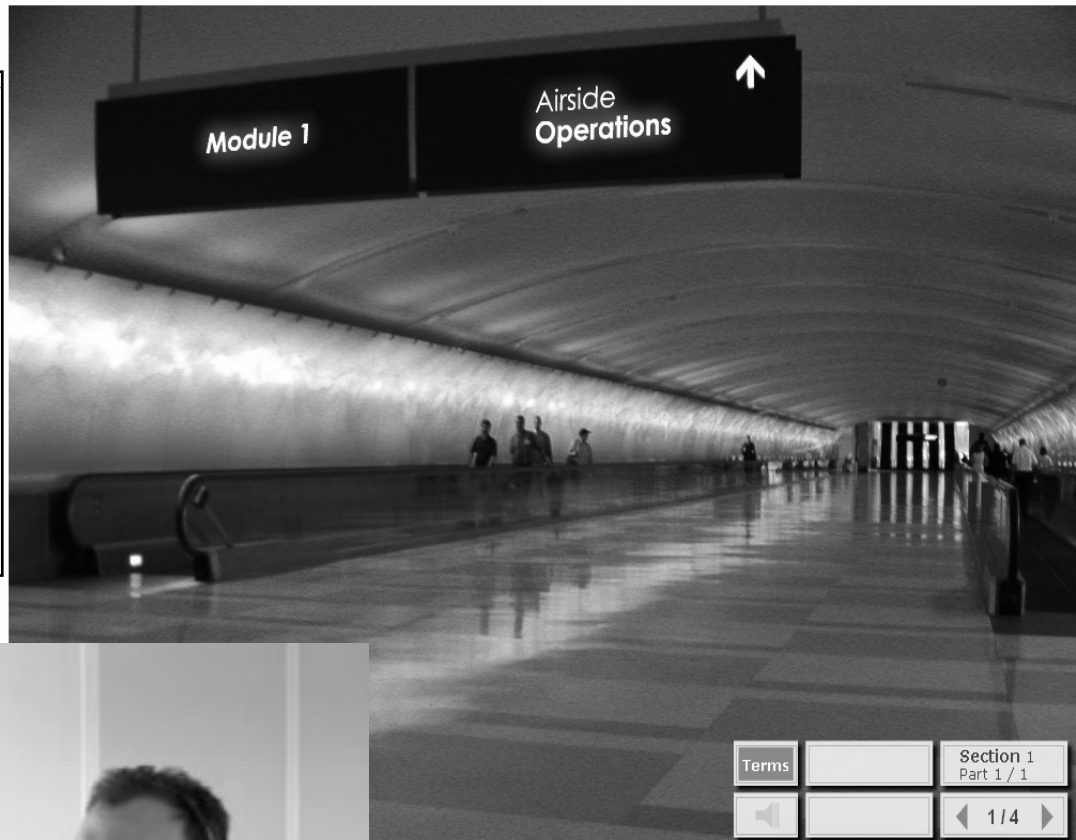 Module 1
Airside
Operations
Terms
Section 1
Part 1 / 1
1/4